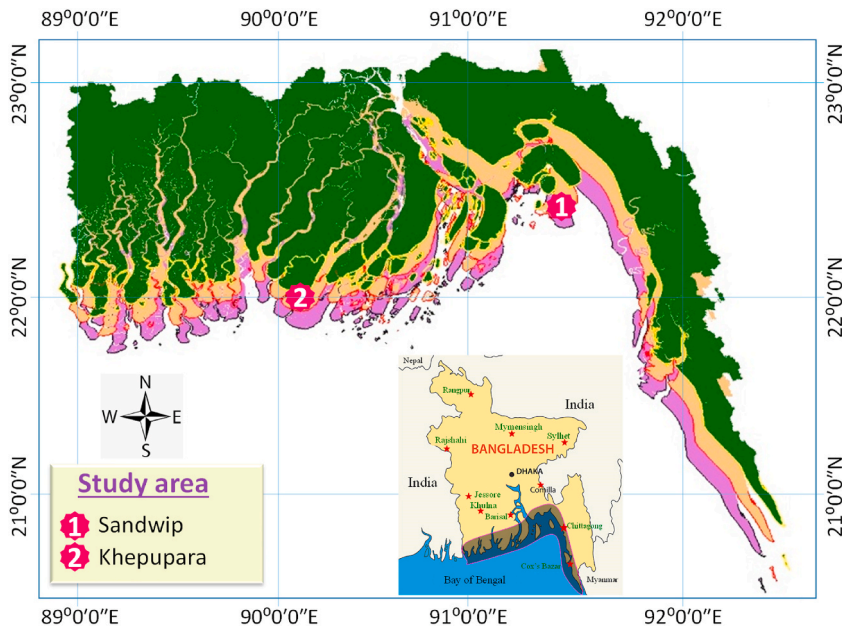 89⁰0'0"E 90⁰0'0"E 91⁰0'0"E 92⁰0'0"E
23⁰0'0"N 23⁰0'0"N
1
22⁰0'0"N 22⁰0'0"N
2
Nepal
Rangpur
India
N
W E
S
Mymensingh
Sylhet
Rajshahi
BANGLADESH
DHAKA
India
Comilla
Jessore
Khulna
Barisal
Chittagong
Cox's Bazar
Bay of Bengal
Myanmar
Study area
1 Sandwip
2 Khepupara
21⁰0'0"N 21⁰0'0"N
89⁰0'0"E 90⁰0'0"E 91⁰0'0"E 92⁰0'0"E